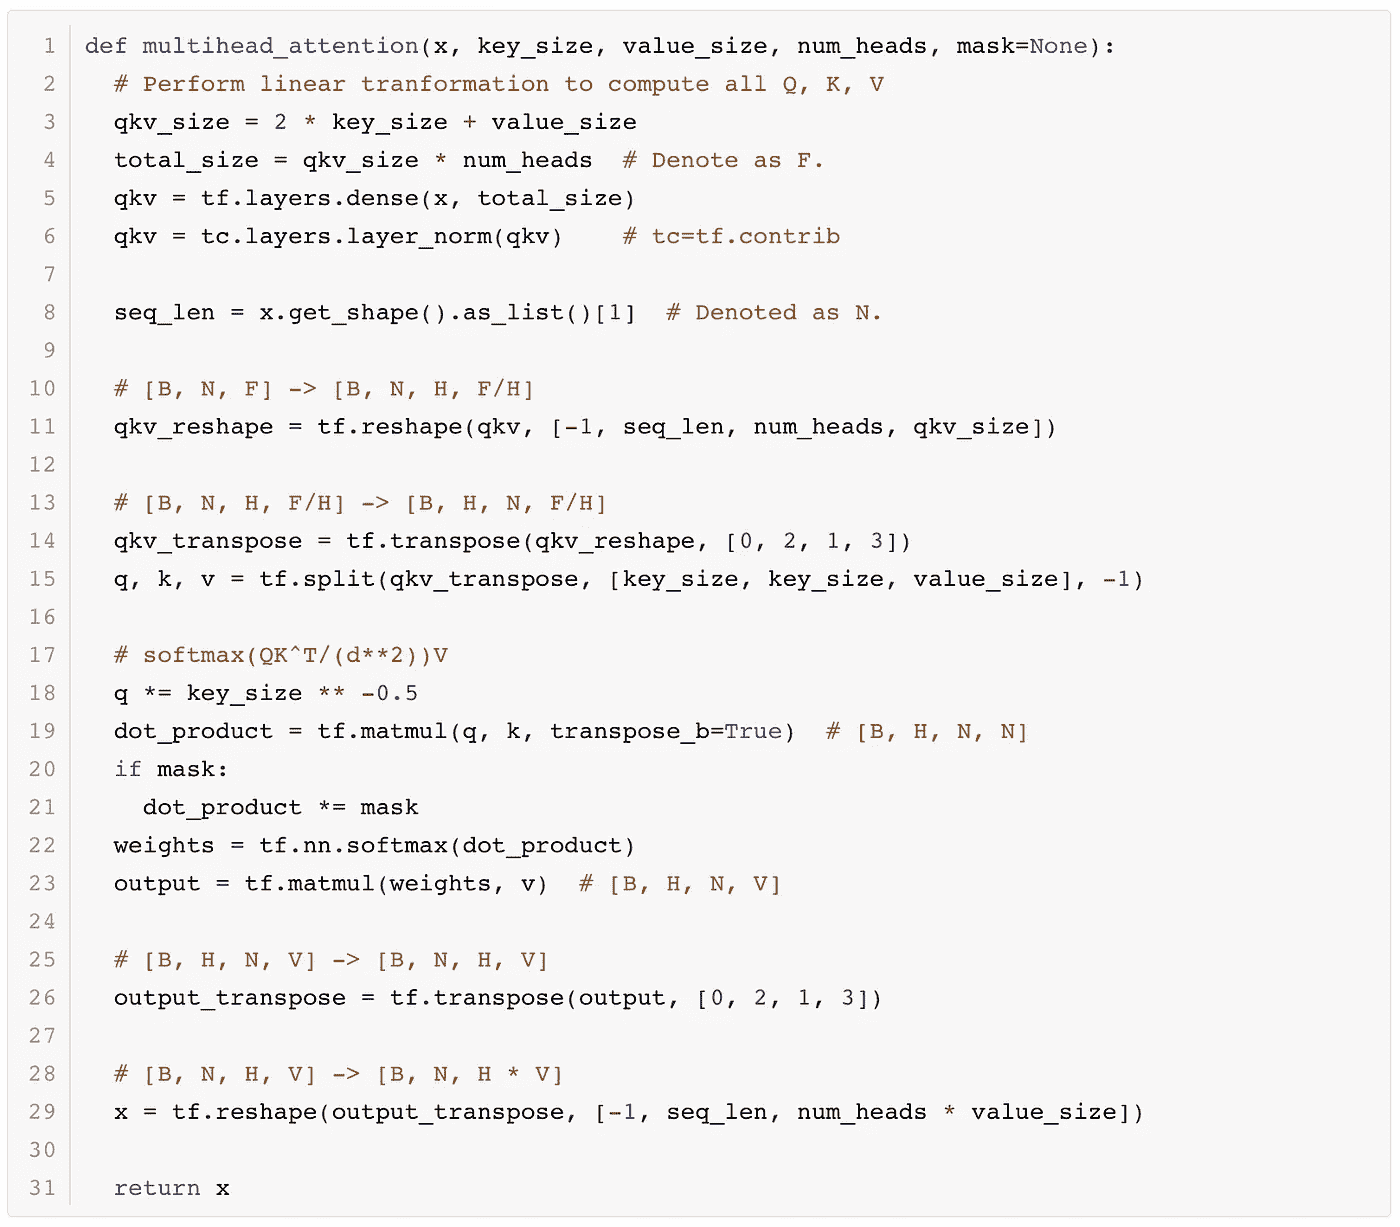 1 def multihead_attention(x, key_size, value_size, num_heads, mask=None):
2   # Perform linear tranformation to compute all Q, K, V
3   qkv_size = 2 * key_size + value_size
4   total_size = qkv_size * num_heads  # Denote as F.
5   qkv = tf.layers.dense(x, total_size)
6   qkv = tc.layers.layer_norm(qkv)    # tc=tf.contrib
7
8   seq_len = x.get_shape().as_list()[1]  # Denoted as N.
9
10   # [B, N, F] -> [B, N, H, F/H]
11   qkv_reshape = tf.reshape(qkv, [-1, seq_len, num_heads, qkv_size])
12
13   # [B, N, H, F/H] -> [B, H, N, F/H]
14   qkv_transpose = tf.transpose(qkv_reshape, [0, 2, 1, 3])
15   q, k, v = tf.split(qkv_transpose, [key_size, key_size, value_size], -1)
16
17   # softmax(QK^T/(d**2))V
18   q *= key_size ** -0.5
19   dot_product = tf.matmul(q, k, transpose_b=True)  # [B, H, N, N]
20   if mask:
21     dot_product *= mask
22   weights = tf.nn.softmax(dot_product)
23   output = tf.matmul(weights, v)  # [B, H, N, V]
24
25   # [B, H, N, V] -> [B, N, H, V]
26   output_transpose = tf.transpose(output, [0, 2, 1, 3])
27
28   # [B, N, H, V] -> [B, N, H * V]
29   x = tf.reshape(output_transpose, [-1, seq_len, num_heads * value_size])
30
31   return x